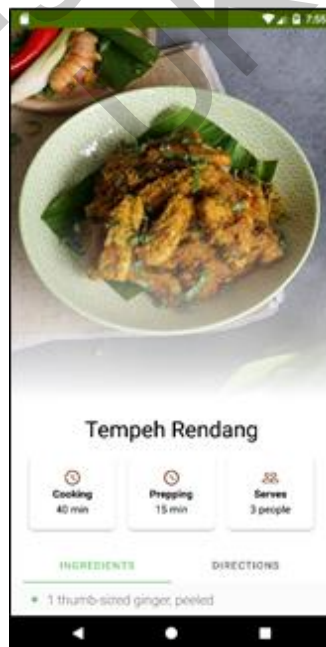 7:55
Tempeh Rendang
Cooking
40 min
Prepping
15 min
Serves
3 people
INGREDIENTS
DIRECTIONS
1 thumb-sized ginger, peeled